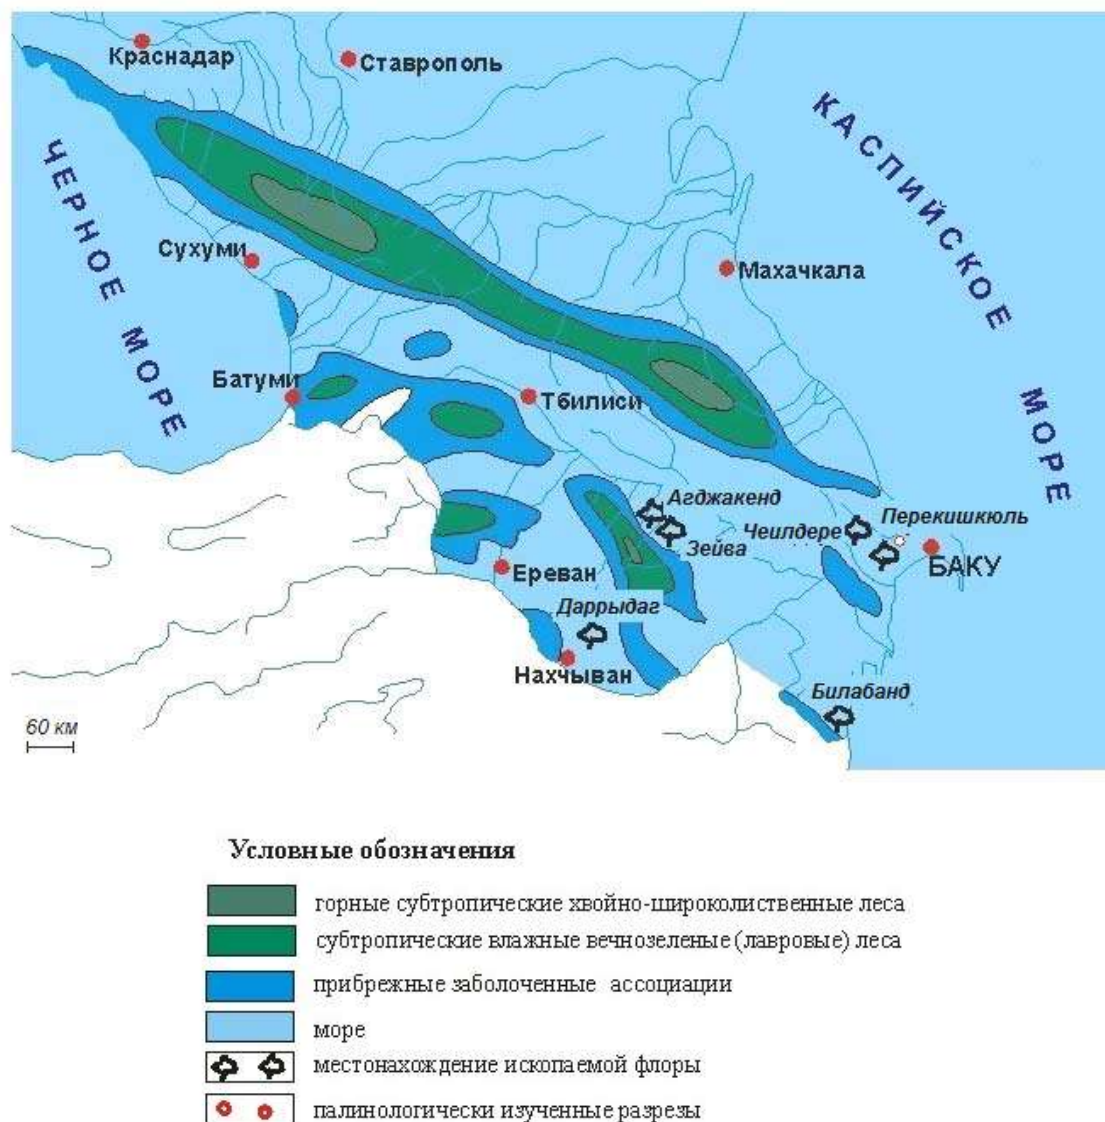 Краснадар
Ставрополь
КАСПИЙСКОЕ МОРЕ
ЧЕРНОЕ МОРЕ
Сухуми
Махачкала
Батуми
Тбилиси
Агджакенд
Перекишкюль
Чеилдере
Зейва
БАКУ
Ереван
Даррыдаг
Нахчыван
Билабанд
60 км
Условные обозначения
горные субтропические хвойно-широколиственные леса
субтропические влажные вечнозеленые (лавровые) леса
прибрежные заболоченные ассоциации
море
местонахождение ископаемой флоры
палинологически изученные разрезы